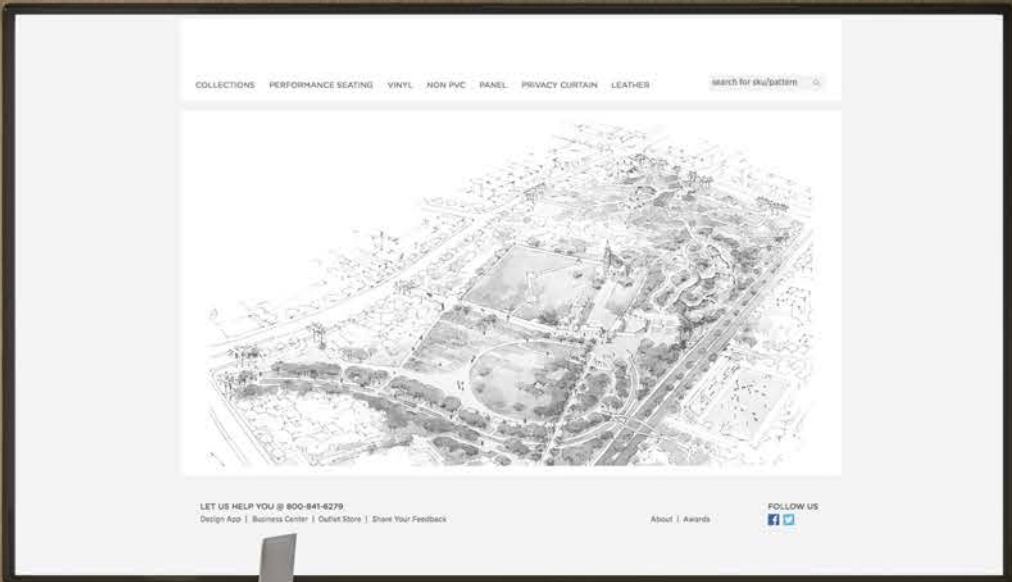 COLLECTIONS PERFORMANCE SEATING VINYL NON PVC PANEL PRIVACY CURTAIN LEATHER
search for sku/pattern
LET US HELP YOU @ 800-841-6279
Design App | Business Center | Outlet Store | Share Your Feedback
About | Awards
FOLLOW US